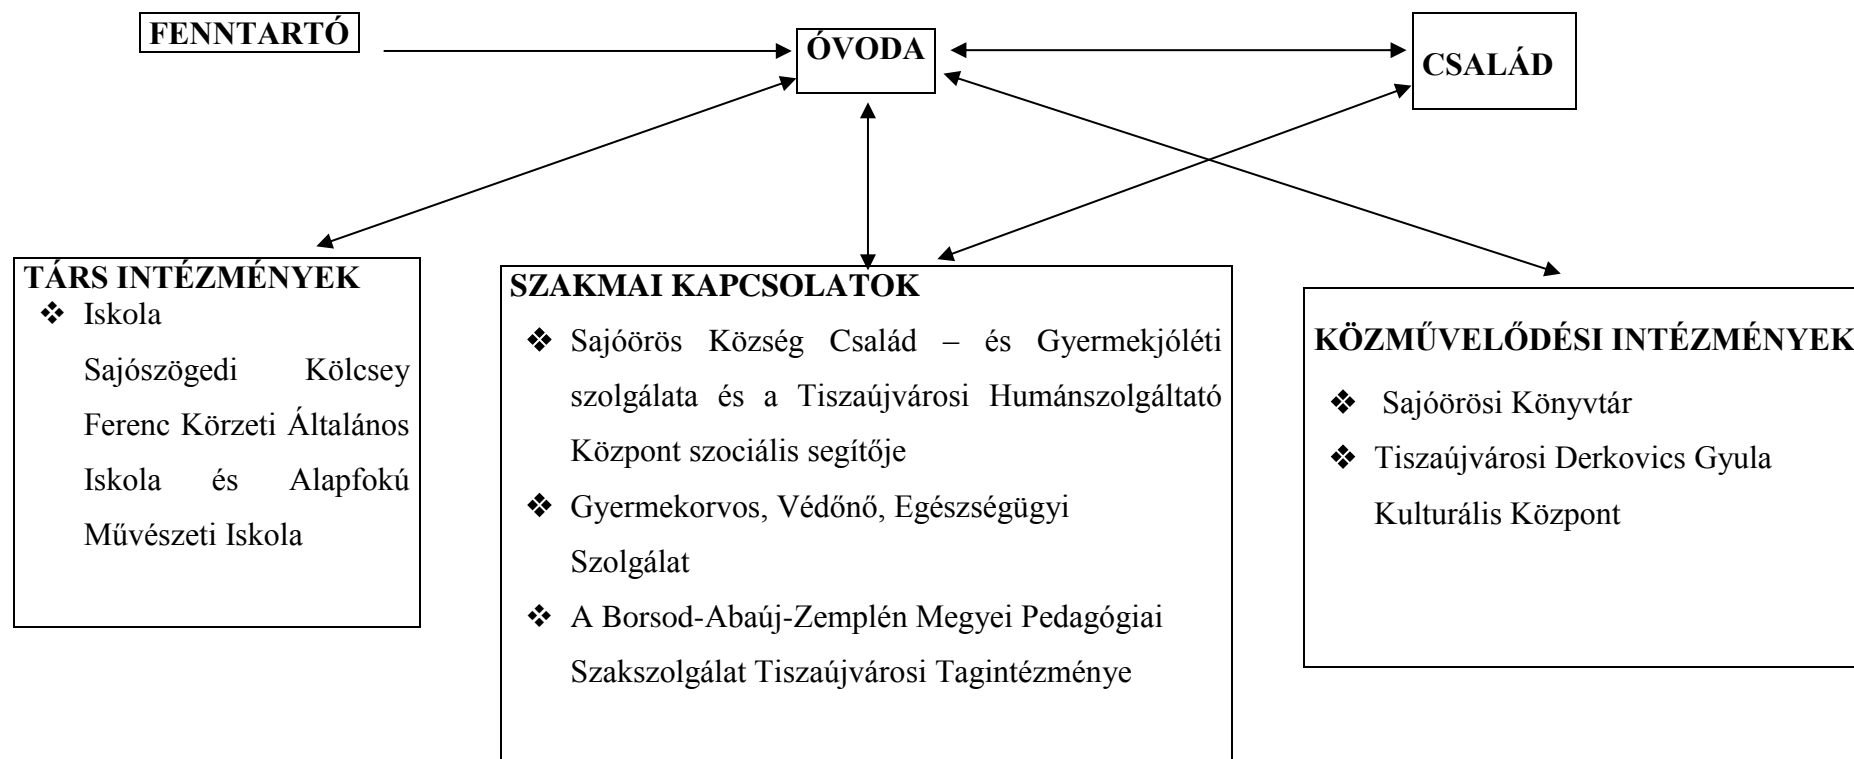 FENNTARTÓ
ÓVODA
CSALÁD
TÁRS INTÉZMÉNYEK
❖ Iskola
Sajószögedi Kölcsey
Ferenc Körzeti Általános
Iskola és Alapfokú
Művészeti Iskola
SZAKMAI KAPCSOLATOK
❖ Sajóörös Község Család – és Gyermekjóléti
szolgálata és a Tiszaújvárosi Humánszolgáltató
Központ szociális segítője
❖ Gyermekorvos, Védőnő, Egészségügyi
Szolgálat
❖ A Borsod-Abaúj-Zemplén Megyei Pedagógiai
Szakszolgálat Tiszaújvárosi Tagintézménye
KÖZMŰVELŐDÉSI INTÉZMÉNYEK
❖ Sajóörösi Könyvtár
❖ Tiszaújvárosi Derkovics Gyula
Kulturális Központ